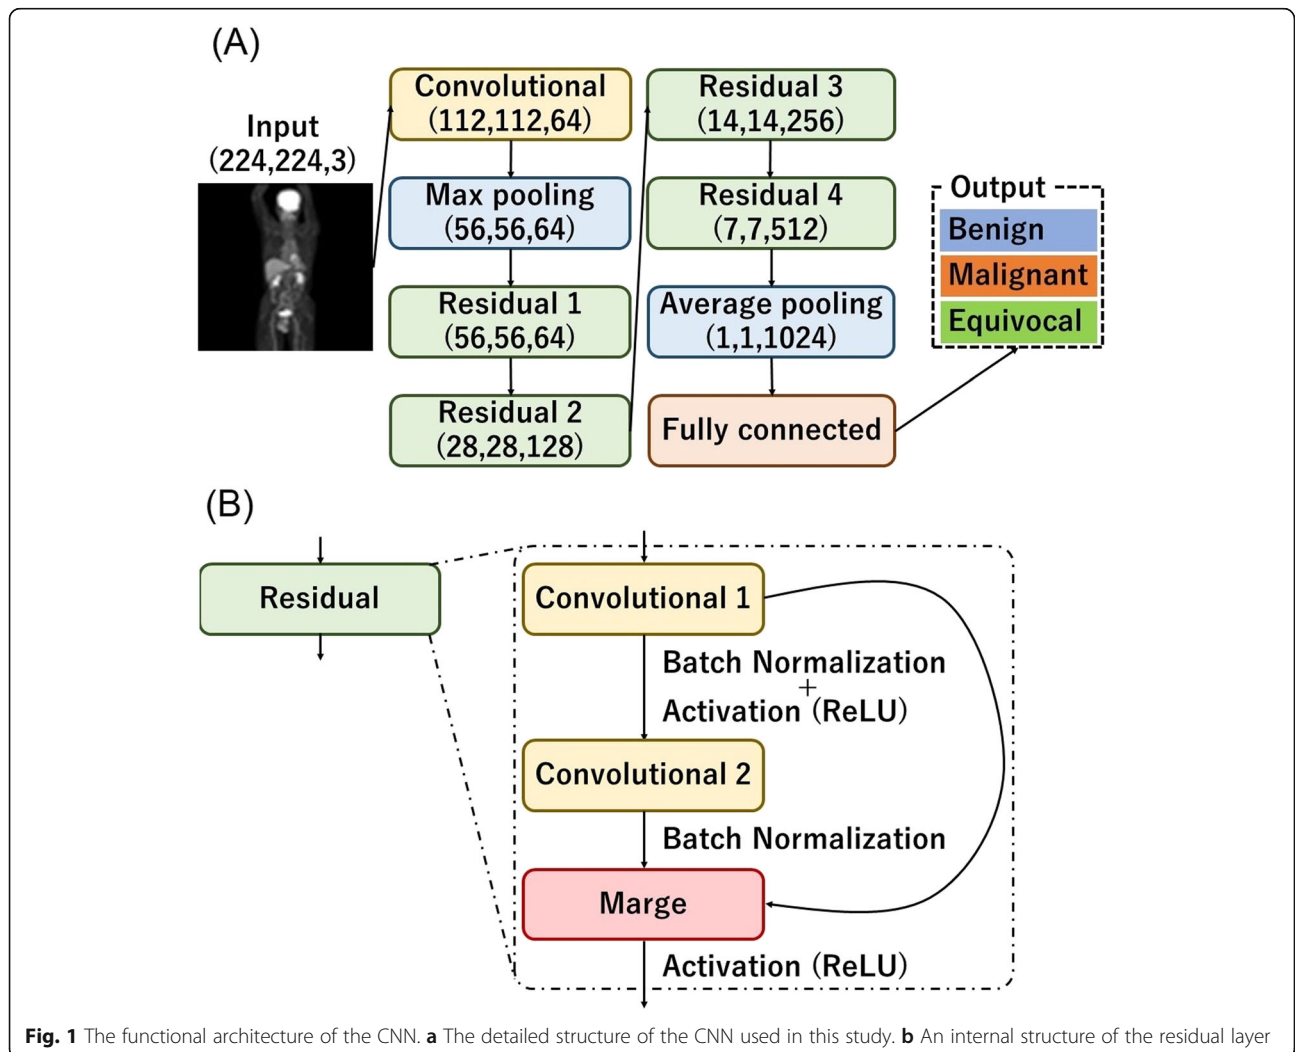 (A)
Input
(224,224,3)
Convolutional
(112,112,64)
Max pooling
(56,56,64)
Residual 1
(56,56,64)
Residual 2
(28,28,128)
Residual 3
(14,14,256)
Residual 4
(7,7,512)
Average pooling
(1,1,1024)
Fully connected
Output
Benign
Malignant
Equivocal
(B)
Residual
Convolutional 1
Batch Normalization
+
Activation (ReLU)
Convolutional 2
Batch Normalization
Marge
Activation (ReLU)
Fig. 1 The functional architecture of the CNN. a The detailed structure of the CNN used in this study. b An internal structure of the residual layer